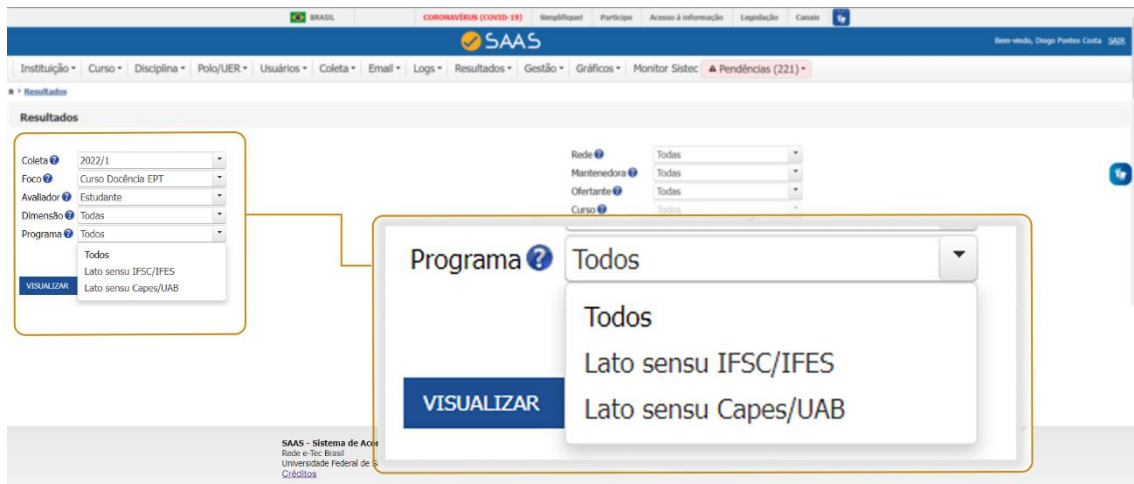 BRASIL CORONAVÍRUS (COVID-19) Simplifique! Participe Acesso à informação Legislação Canais
SAAS
Bem-vindo, Diogo Pontes Costa SAIR
Instituição Curso Disciplina Polo/UER Usuários Coleta Email Logs Resultados Gestão Gráficos Monitor Sistec Pendências (221)
Resultados
Resultados
Coleta 2022/1
Foco Curso Docência EPT
Avaliador Estudante
Dimensão Todas
Programa Todos
Todos
Lato sensu IFSC/IFES
Lato sensu Capes/UAB
VISUALIZAR
Rede Todas
Mantenedora Todas
Ofertante Todas
Curso Todos
Programa Todos
Todos
Lato sensu IFSC/IFES
Lato sensu Capes/UAB
VISUALIZAR
SAAS - Sistema de
Rede e-Tec Brasil
Universidade Federal de
Créditos